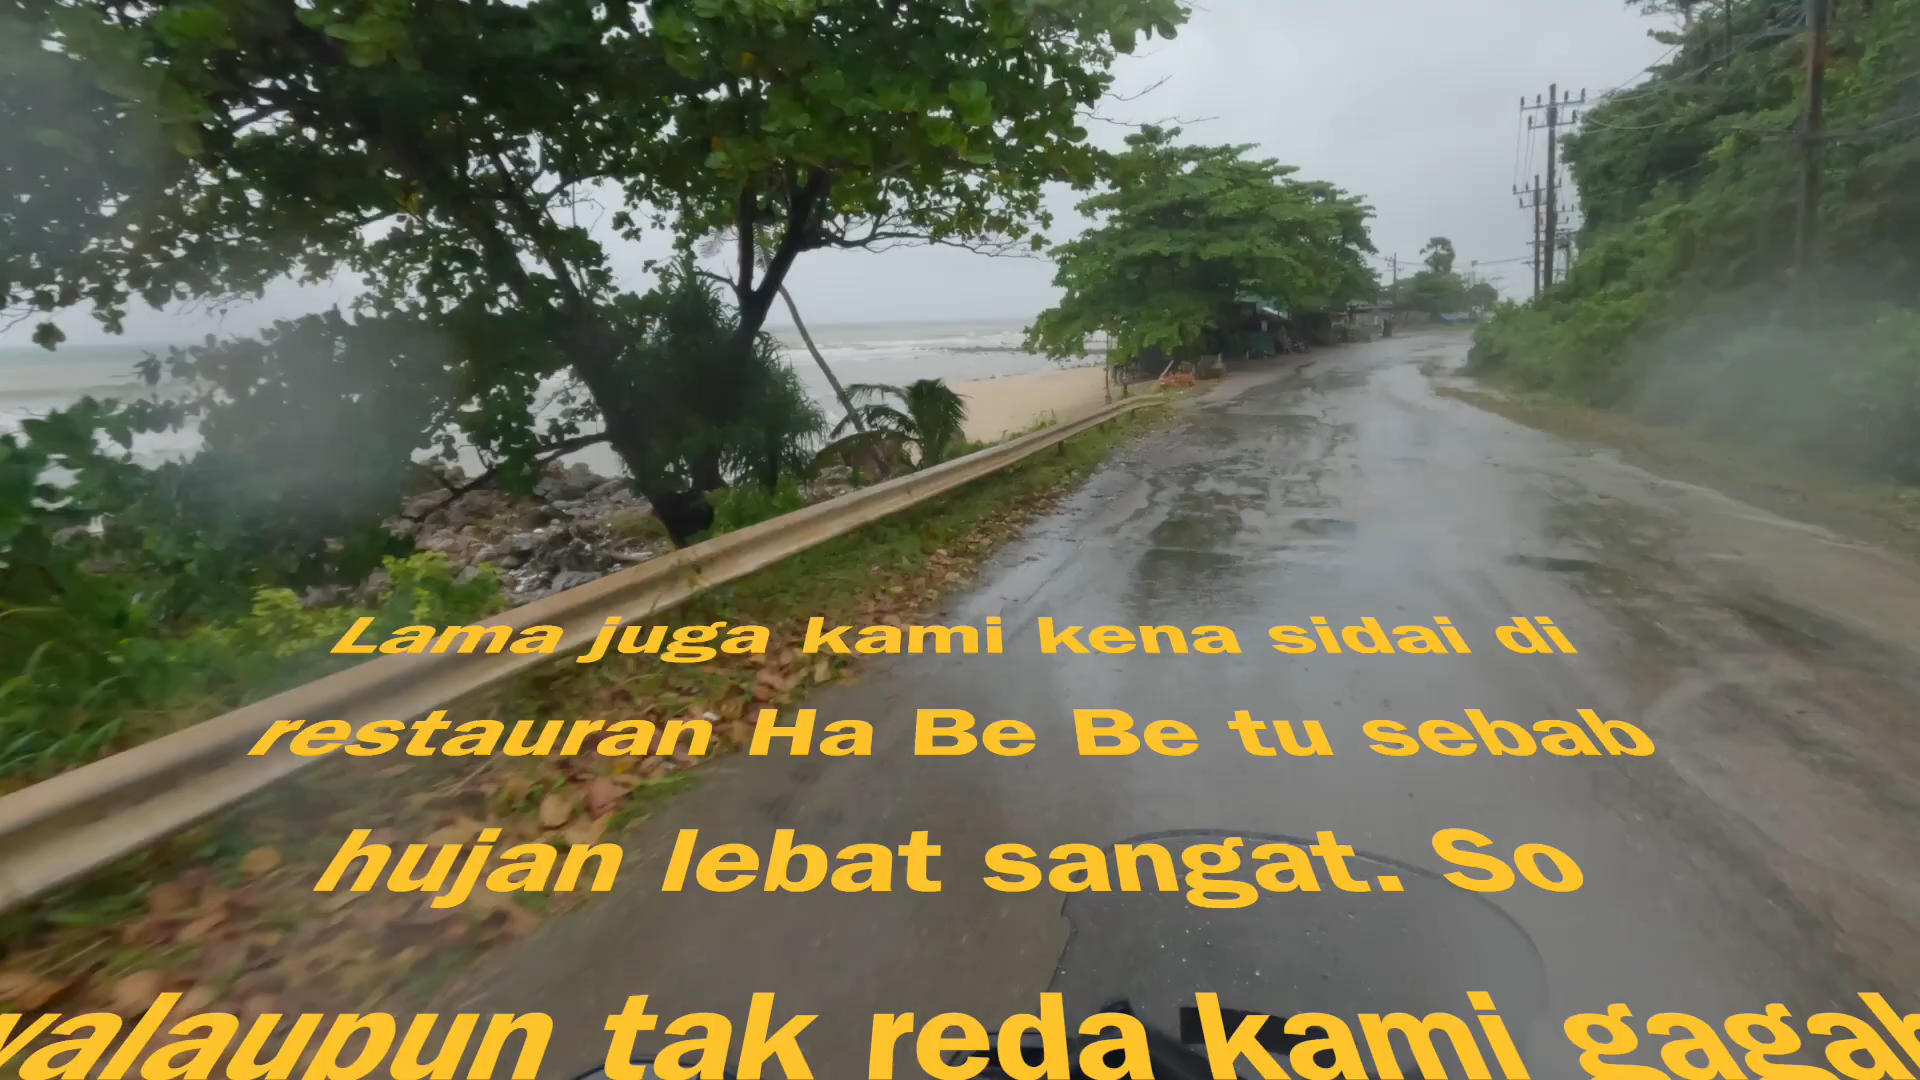 Lama juga kami kena sidai di
restauran Ha Be Be tu sebab
hujan lebat sangat. So
walaupun tak reda kami gagah